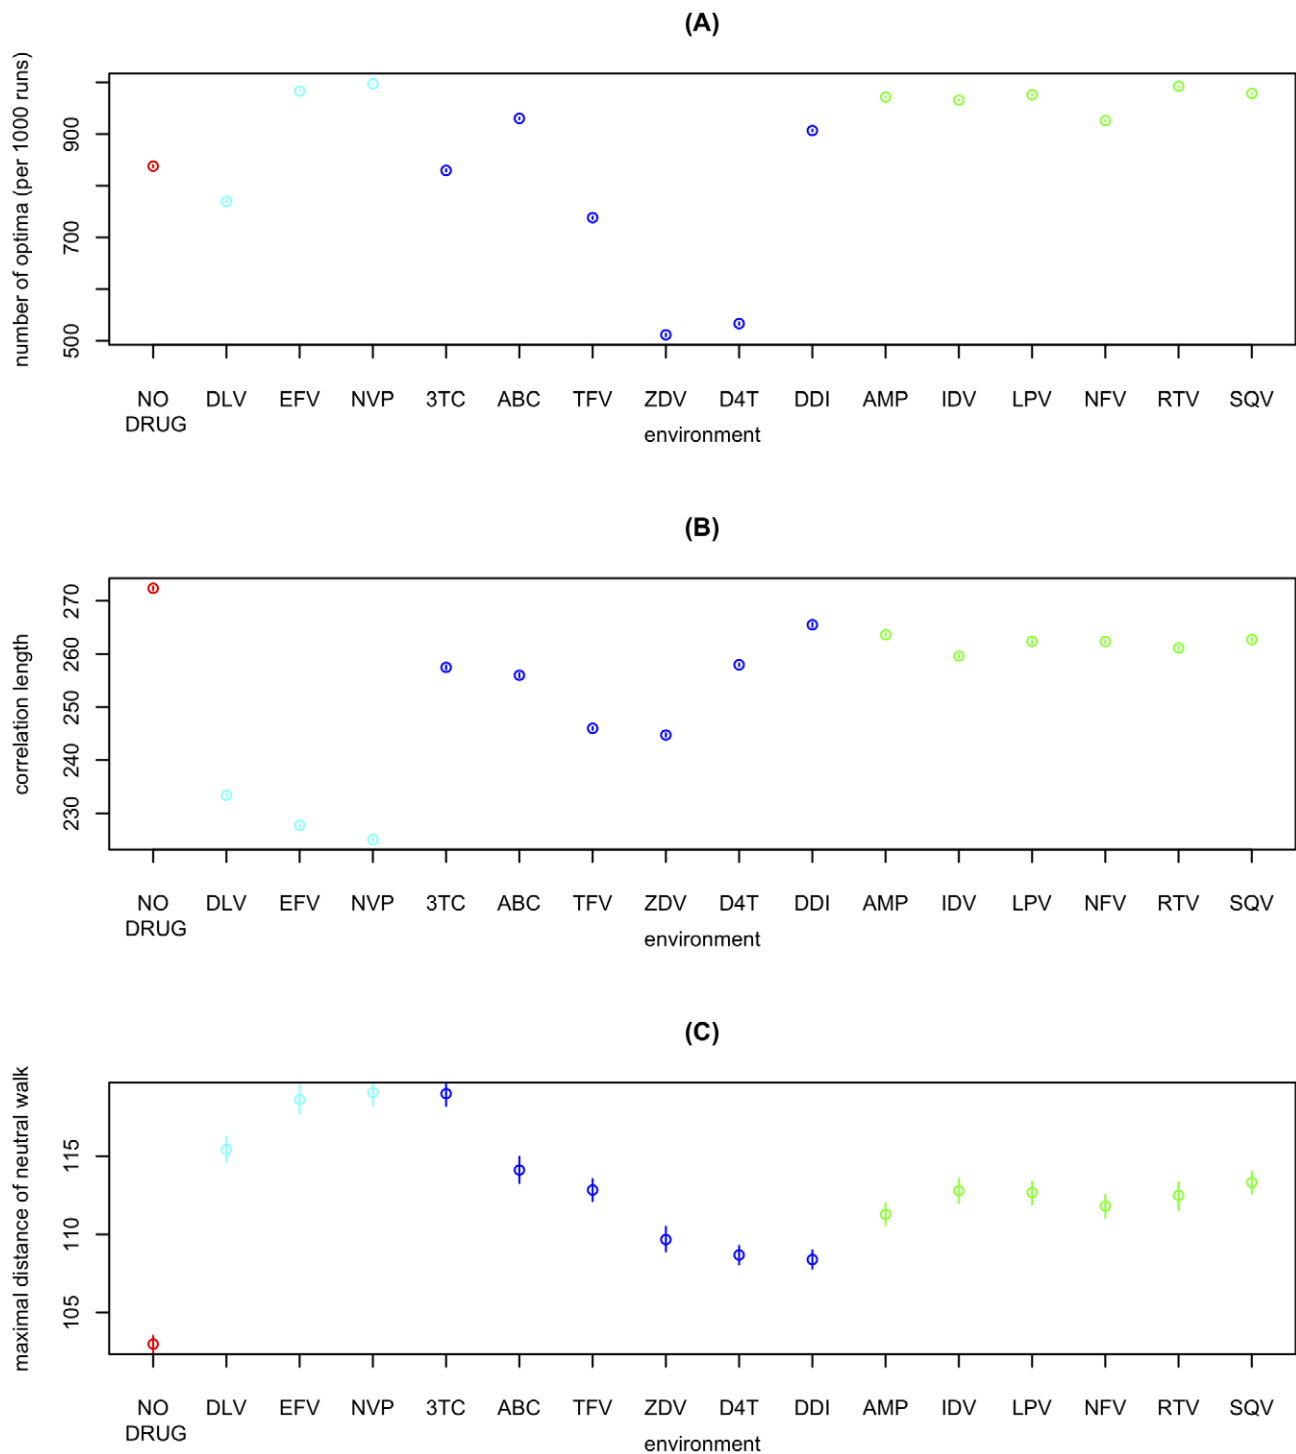 (A)
number of optima (per 1000 runs)
900
700
500
NO DRUG DLV EFV NVP 3TC ABC TFV ZDV D4T DDI AMP IDV LPV NFV RTV SQV
environment
(B)
correlation length
270
260
250
240
230
NO DRUG DLV EFV NVP 3TC ABC TFV ZDV D4T DDI AMP IDV LPV NFV RTV SQV
environment
(C)
maximal distance of neutral walk
115
110
105
NO DRUG DLV EFV NVP 3TC ABC TFV ZDV D4T DDI AMP IDV LPV NFV RTV SQV
environment